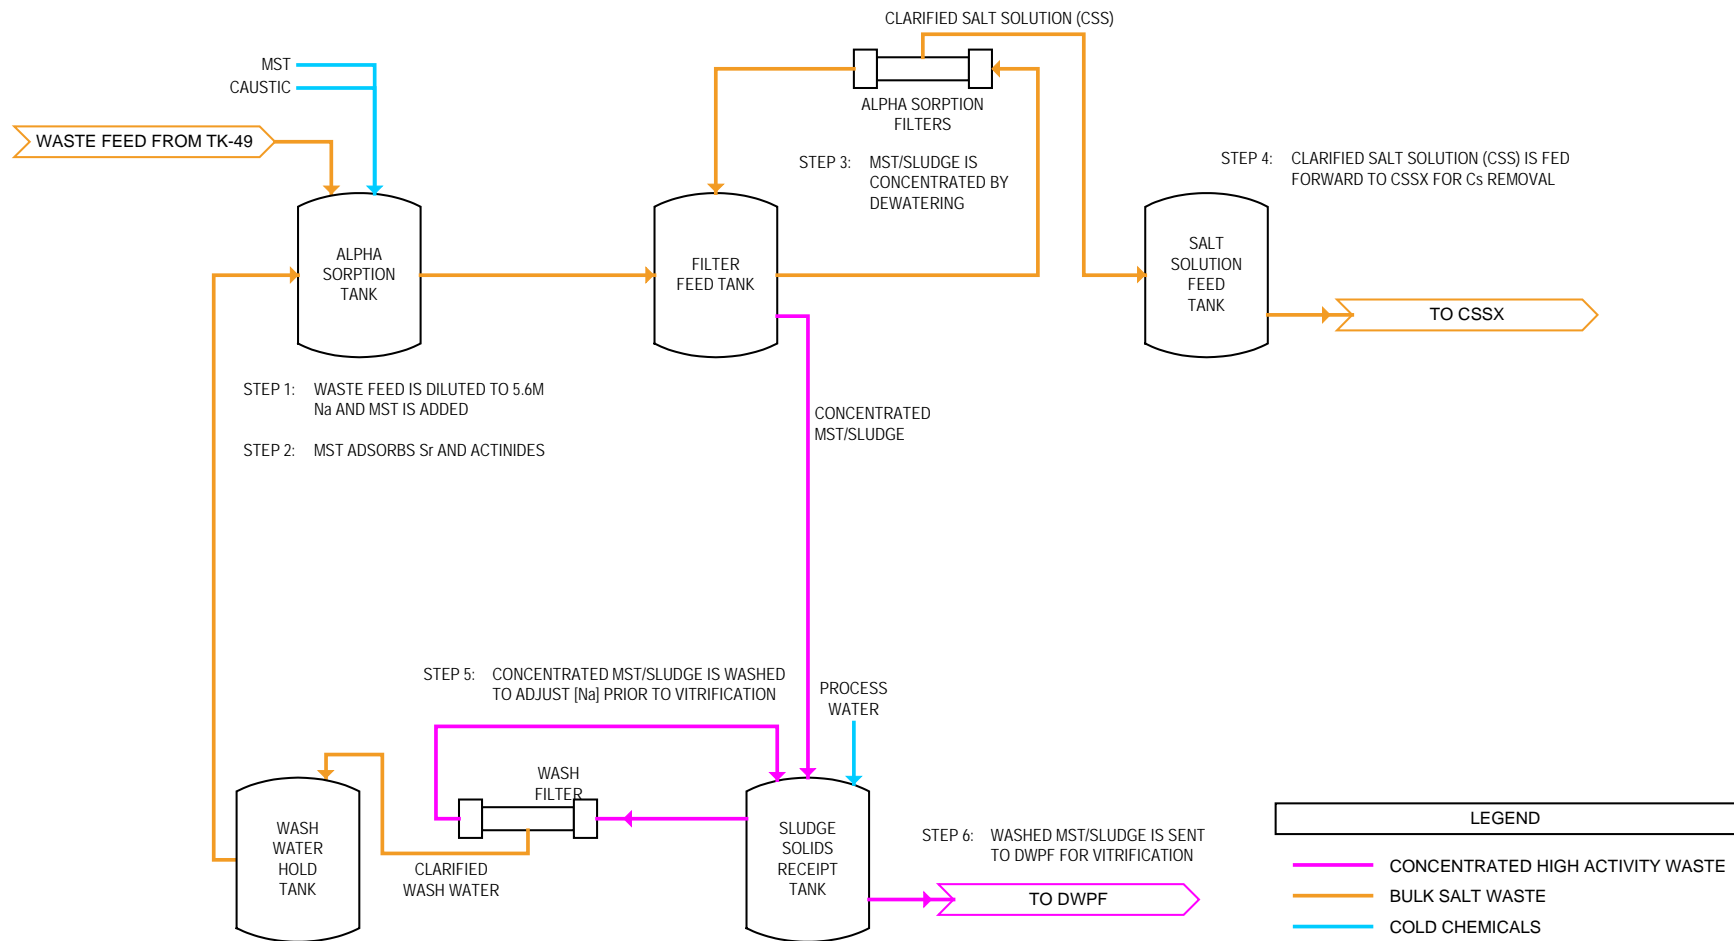 CLARIFIED SALT SOLUTION (CSS)
MST
CAUSTIC
WASTE FEED FROM TK-49
ALPHA SORPTION
FILTERS
STEP 3: MST/SLUDGE IS
CONCENTRATED BY
DEWATERING
STEP 4: CLARIFIED SALT SOLUTION (CSS) IS FED
FORWARD TO CSSX FOR Cs REMOVAL
ALPHA
SORPTION
TANK
FILTER
FEED TANK
SALT
SOLUTION
FEED
TANK
TO CSSX
STEP 1: WASTE FEED IS DILUTED TO 5.6M
Na AND MST IS ADDED
STEP 2: MST ADSORBS Sr AND ACTINIDES
CONCENTRATED
MST/SLUDGE
STEP 5: CONCENTRATED MST/SLUDGE IS WASHED
TO ADJUST [Na] PRIOR TO VITRIFICATION
PROCESS
WATER
WASH
FILTER
WASH
WATER
HOLD
TANK
CLARIFIED
WASH WATER
SLUDGE
SOLIDS
RECEIPT
TANK
STEP 6: WASHED MST/SLUDGE IS SENT
TO DWPF FOR VITRIFICATION
TO DWPF
LEGEND
CONCENTRATED HIGH ACTIVITY WASTE
BULK SALT WASTE
COLD CHEMICALS